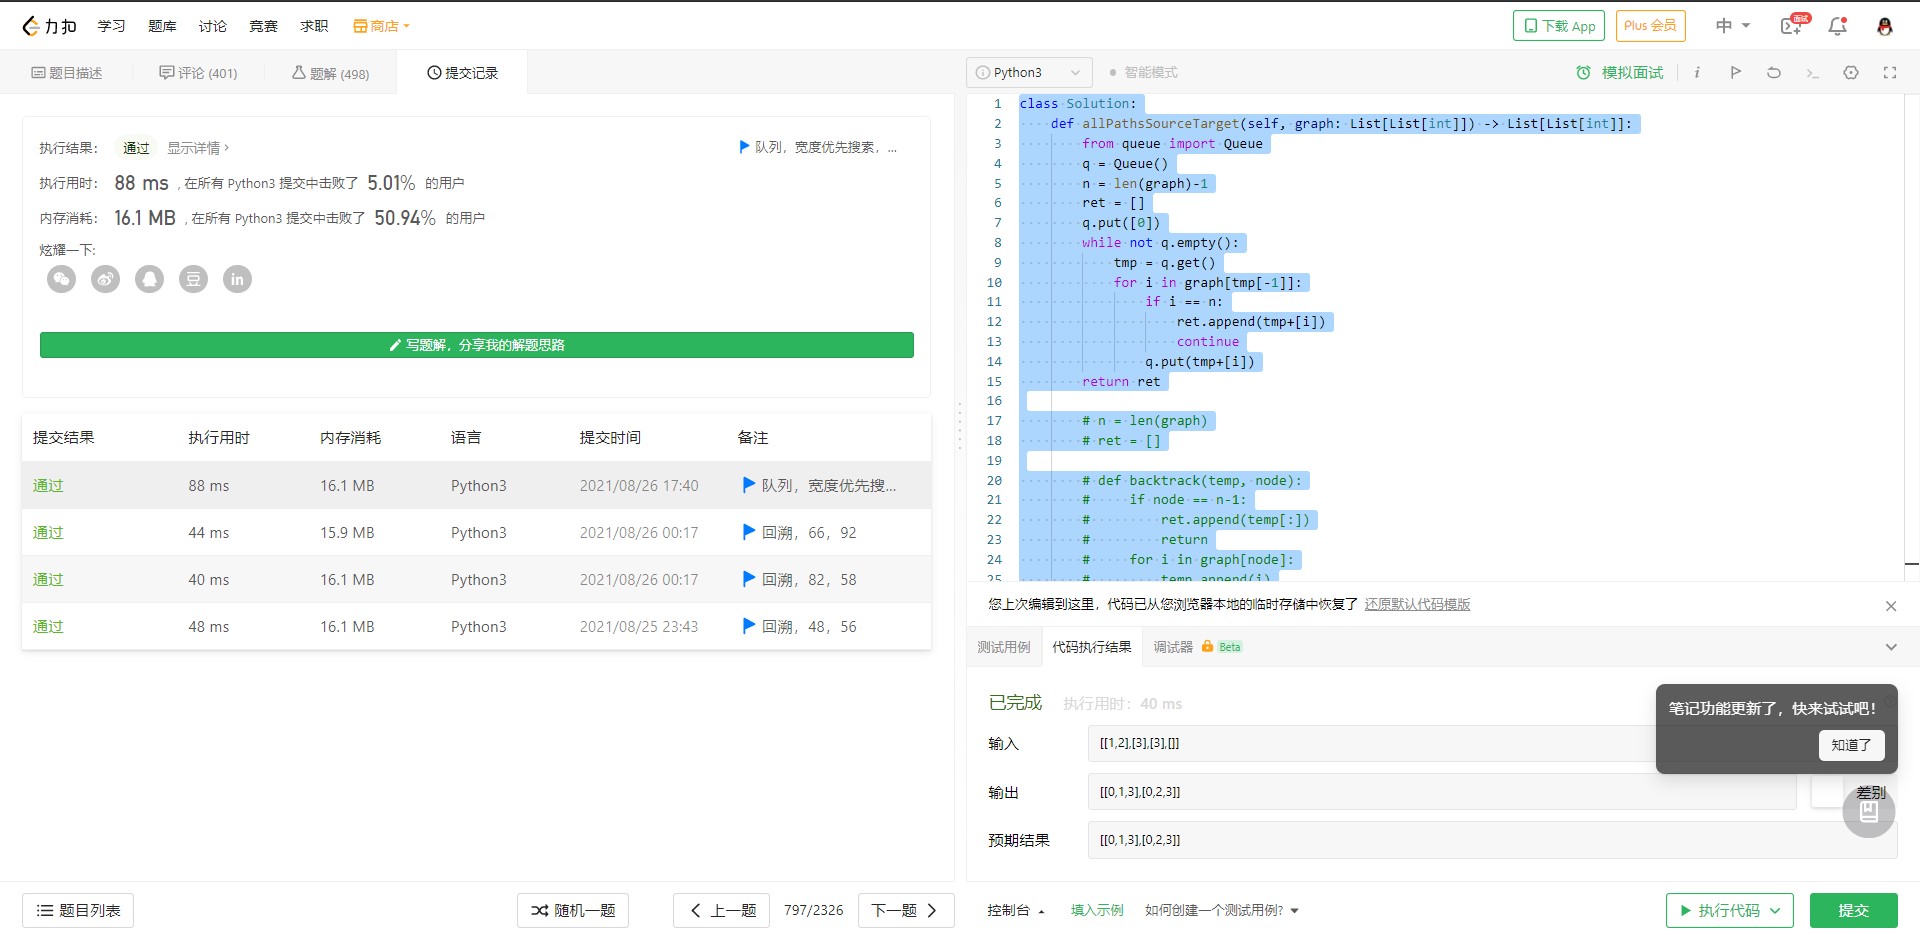 力扣 学习 题库 讨论 竞赛 求职 商店 下载 App Plus 会员 中 面试
题目描述 评论 (401) 题解 (498) 提交记录
执行结果： 通过 显示详情 › 队列，宽度优先搜索，...
执行用时： 88 ms , 在所有 Python3 提交中击败了 5.01% 的用户
内存消耗： 16.1 MB , 在所有 Python3 提交中击败了 50.94% 的用户
炫耀一下:
豆 in
写题解，分享我的解题思路
提交结果 执行用时 内存消耗 语言 提交时间 备注
通过 88 ms 16.1 MB Python3 2021/08/26 17:40 队列，宽度优先搜...
通过 44 ms 15.9 MB Python3 2021/08/26 00:17 回溯，66，92
通过 40 ms 16.1 MB Python3 2021/08/26 00:17 回溯，82，58
通过 48 ms 16.1 MB Python3 2021/08/25 23:43 回溯，48，56
题目列表 随机一题 上一题 797/2326 下一题
Python3 智能模式 模拟面试 i
1 class Solution:
2     def allPathsSourceTarget(self, graph: List[List[int]]) -> List[List[int]]:
3         from queue import Queue
4         q = Queue()
5         n = len(graph)-1
6         ret = []
7         q.put([0])
8         while not q.empty():
9             tmp = q.get()
10             for i in graph[tmp[-1]]:
11                 if i == n:
12                     ret.append(tmp+[i])
13                     continue
14                 q.put(tmp+[i])
15         return ret
16
17         # n = len(graph)
18         # ret = []
19
20         # def backtrack(temp, node):
21         #     if node == n-1:
22         #         ret.append(temp[:])
23         #         return
24         #     for i in graph[node]:
25         #         temp.append(i)
您上次编辑到这里，代码已从您浏览器本地的临时存储中恢复了 还原默认代码模版
测试用例 代码执行结果 调试器 Beta
已完成 执行用时：40 ms
笔记功能更新了，快来试试吧！
知道了
输入 [[1,2],[3],[3],[]]
输出 [[0,1,3],[0,2,3]] 差别
预期结果 [[0,1,3],[0,2,3]]
控制台 填入示例 如何创建一个测试用例? 执行代码 提交